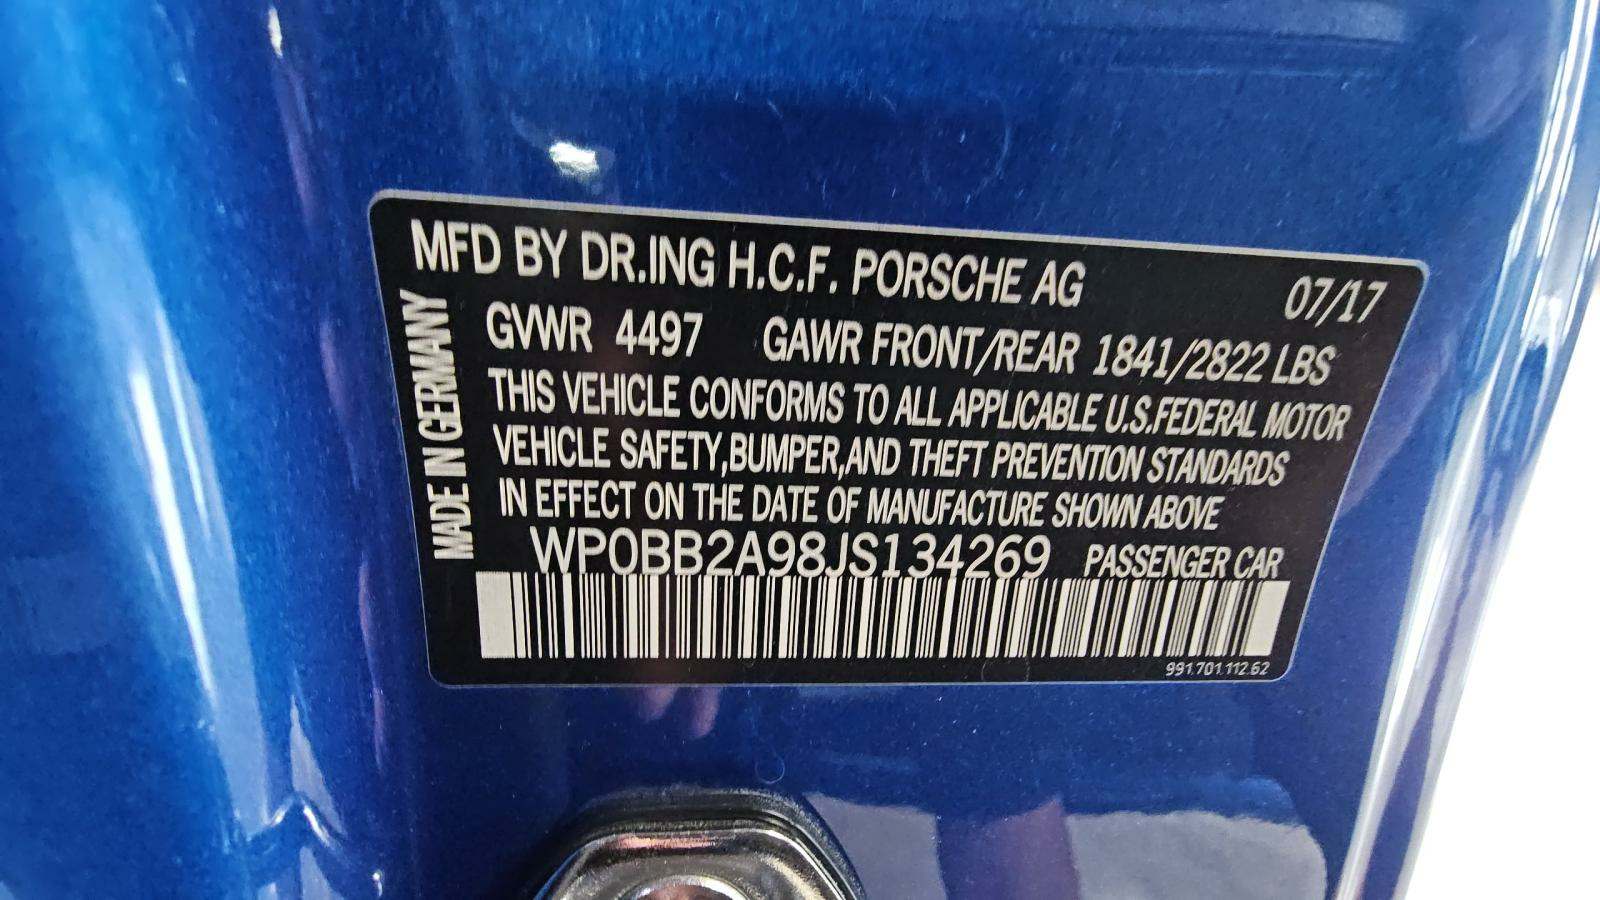 MFD BY DR.ING H.C.F. PORSCHE AG 07/17
MADE IN GERMANY
GVWR 4497 GAWR FRONT/REAR 1841/2822 LBS
THIS VEHICLE CONFORMS TO ALL APPLICABLE U.S.FEDERAL MOTOR
VEHICLE SAFETY,BUMPER,AND THEFT PREVENTION STANDARDS
IN EFFECT ON THE DATE OF MANUFACTURE SHOWN ABOVE
WP0BB2A98JS134269 PASSENGER CAR
991.701.112.62